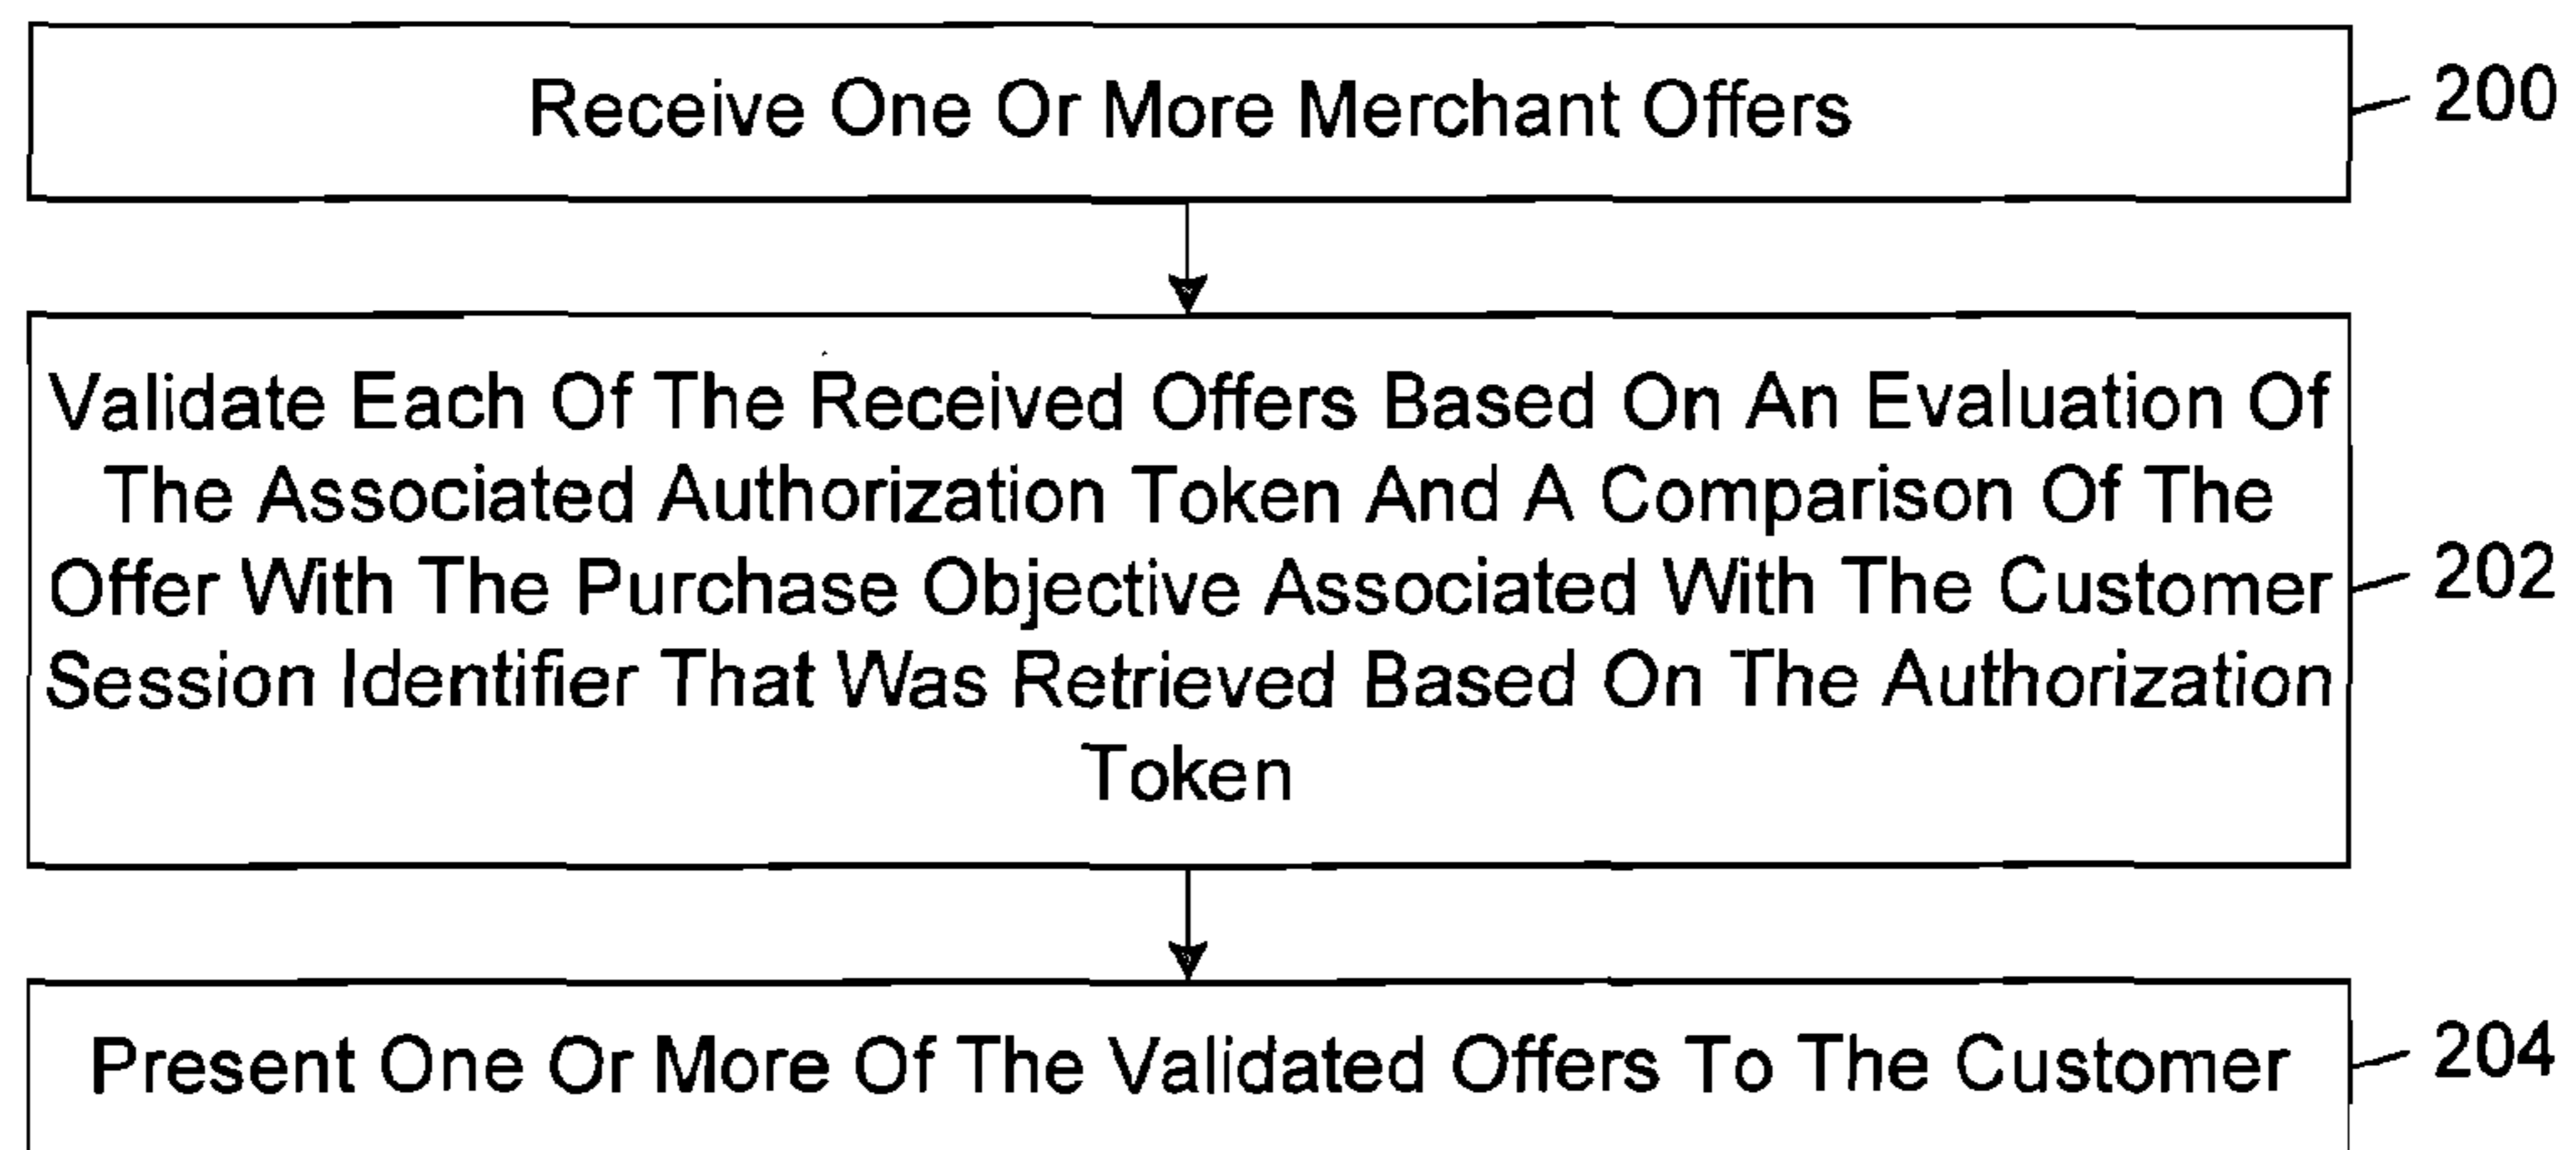 Receive One Or More Merchant Offers
200
Validate Each Of The Received Offers Based On An Evaluation Of
The Associated Authorization Token And A Comparison Of The
Offer With The Purchase Objective Associated With The Customer
202
Session Identifier That Was Retrieved Based On The Authorization
Token
Present One Or More Of The Validated Offers To The Customer
204